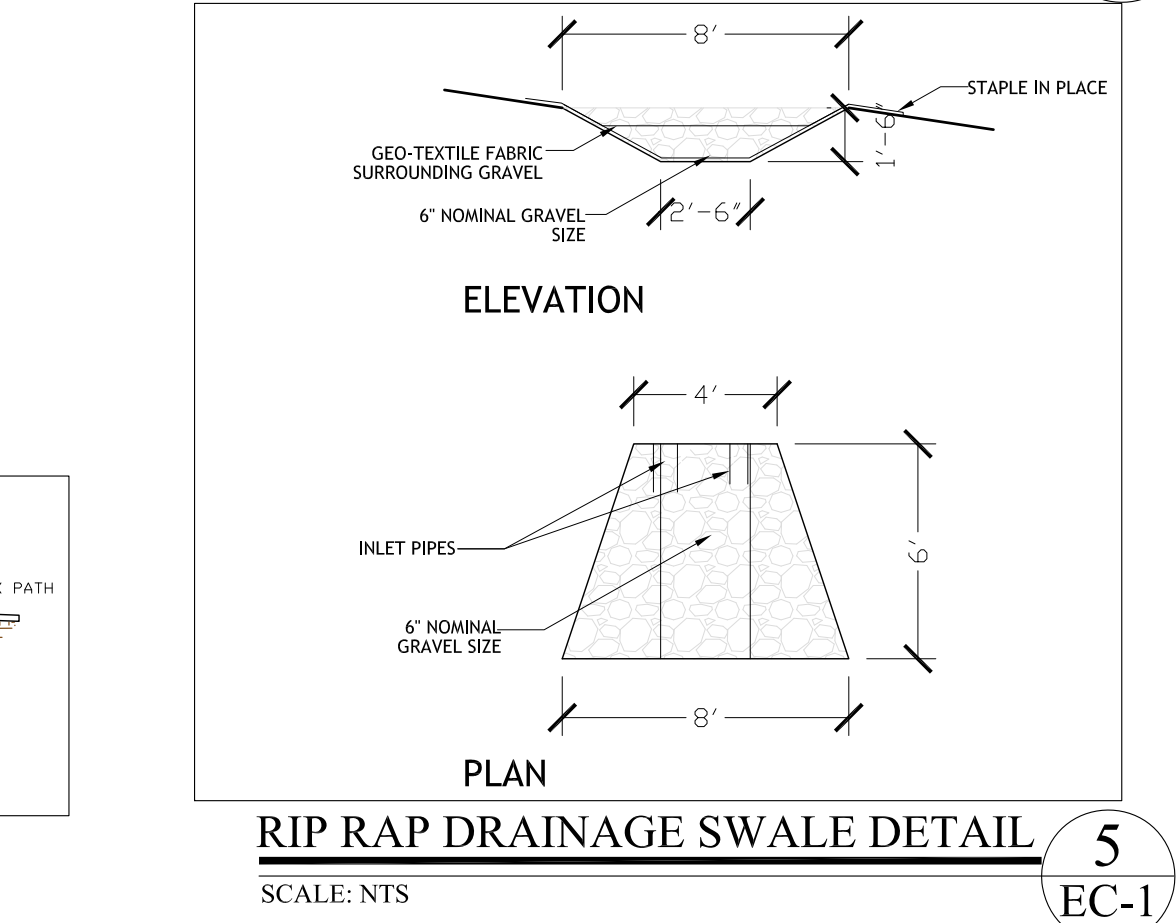 8'
STAPLE IN PLACE
1'-6"
GEO-TEXTILE FABRIC
SURROUNDING GRAVEL
6" NOMINAL GRAVEL
SIZE
2'-6"
ELEVATION
4'
INLET PIPES
6'
PATH
6" NOMINAL
GRAVEL SIZE
8'
PLAN
RIP RAP DRAINAGE SWALE DETAIL
5
SCALE: NTS
EC-1